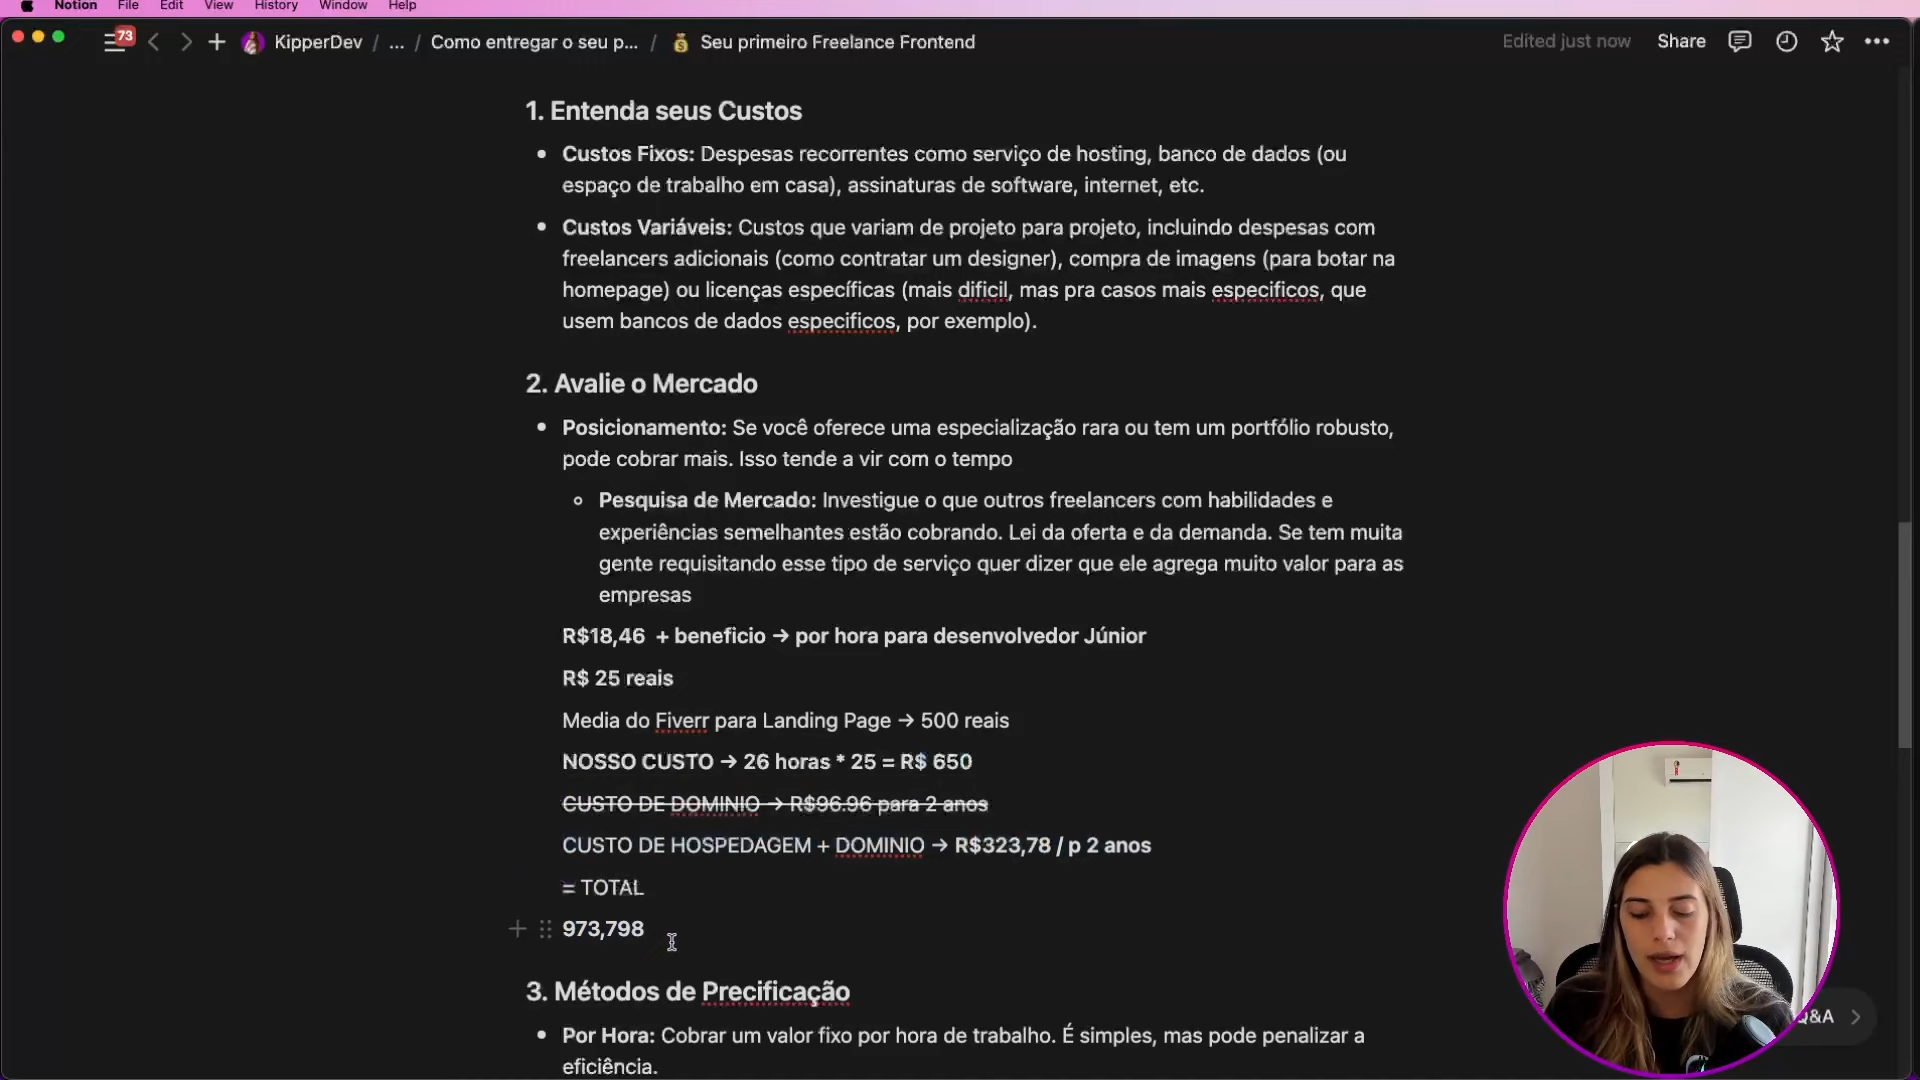 Notion File Edit View History Window Help
73 KipperDev / ... / Como entregar o seu p... / Seu primeiro Freelance Frontend Edited just now Share
1. Entenda seus Custos
• Custos Fixos: Despesas recorrentes como serviço de hosting, banco de dados (ou
espaço de trabalho em casa), assinaturas de software, internet, etc.
• Custos Variáveis: Custos que variam de projeto para projeto, incluindo despesas com
freelancers adicionais (como contratar um designer), compra de imagens (para botar na
homepage) ou licenças específicas (mais dificil, mas pra casos mais especificos, que
usem bancos de dados especificos, por exemplo).
2. Avalie o Mercado
• Posicionamento: Se você oferece uma especialização rara ou tem um portfólio robusto,
pode cobrar mais. Isso tende a vir com o tempo
◦ Pesquisa de Mercado: Investigue o que outros freelancers com habilidades e
experiências semelhantes estão cobrando. Lei da oferta e da demanda. Se tem muita
gente requisitando esse tipo de serviço quer dizer que ele agrega muito valor para as
empresas
R$18,46 + beneficio → por hora para desenvolvedor Júnior
R$ 25 reais
Media do Fiverr para Landing Page → 500 reais
NOSSO CUSTO → 26 horas * 25 = R$ 650
CUSTO DE DOMINIO → R$96.96 para 2 anos
CUSTO DE HOSPEDAGEM + DOMINIO → R$323,78 / p 2 anos
= TOTAL
973,798
3. Métodos de Precificação
• Por Hora: Cobrar um valor fixo por hora de trabalho. É simples, mas pode penalizar a
eficiência.
Q&A